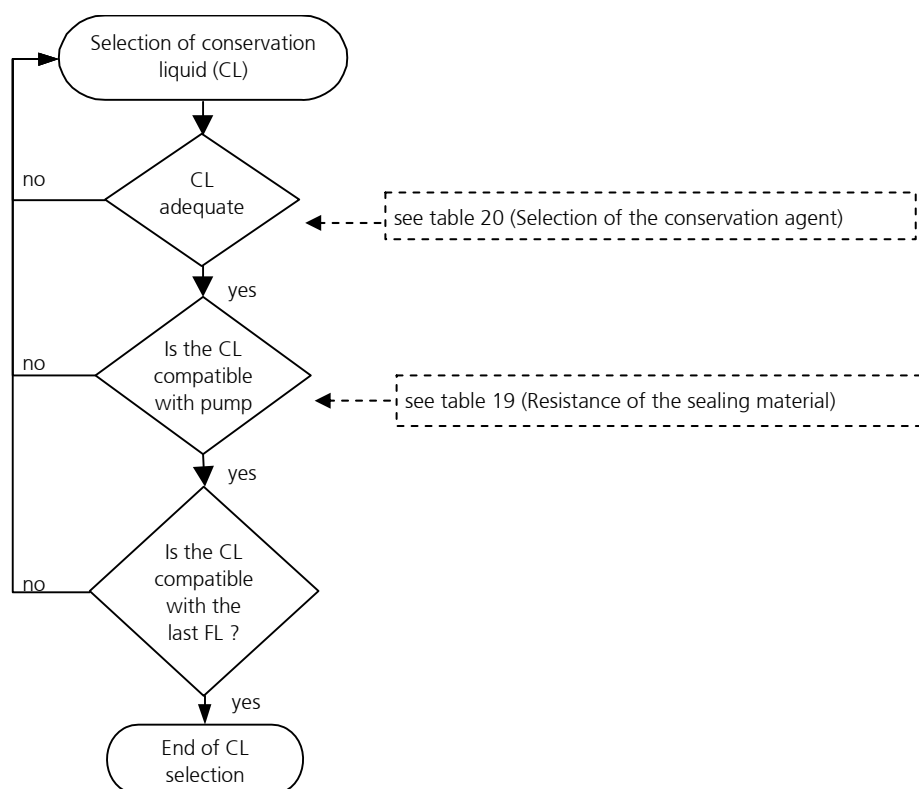 Selection of conservation
liquid (CL)
no
CL
adequate
see table 20 (Selection of the conservation agent)
yes
no
Is the CL
compatible
with pump
see table 19 (Resistance of the sealing material)
yes
no
Is the CL
compatible
with the
last FL ?
yes
End of CL
selection